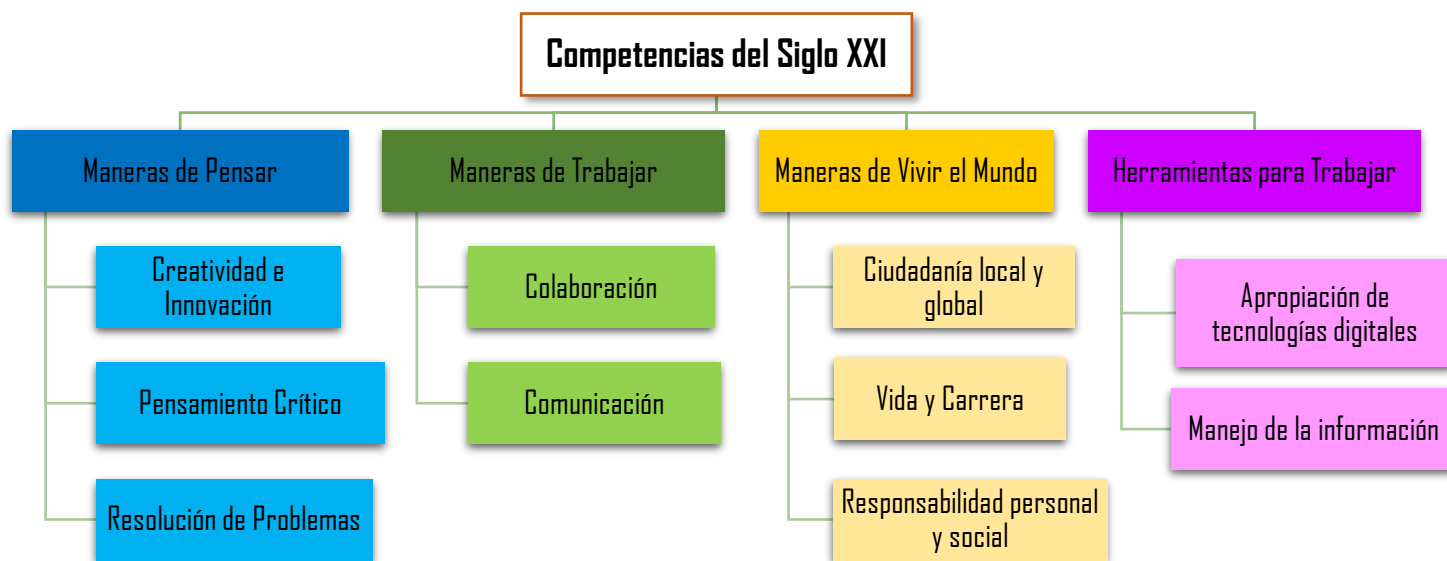 Competencias del Siglo XXI
Maneras de Pensar
Creatividad e
Innovación
Pensamiento Crítico
Resolución de Problemas
Maneras de Trabajar
Colaboración
Comunicación
Maneras de Vivir el Mundo
Ciudadanía local y
global
Vida y Carrera
Responsabilidad personal
y social
Herramientas para Trabajar
Apropiación de
tecnologías digitales
Manejo de la información